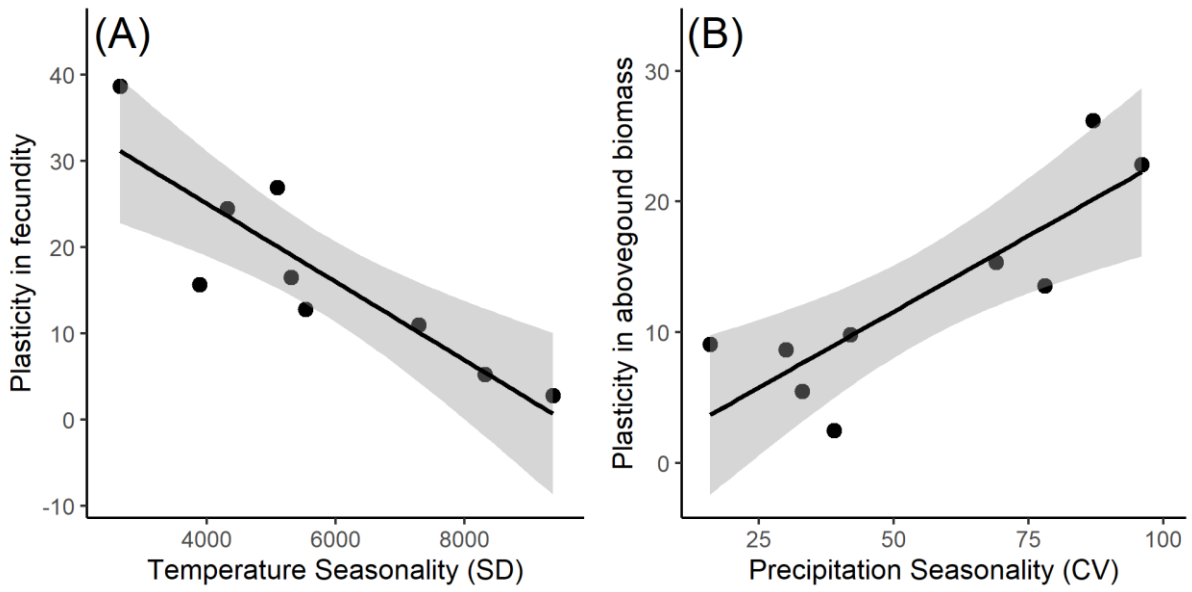 (A)
Plasticity in fecundity
40
30
20
10
0
-10
4000 6000 8000
Temperature Seasonality (SD)
(B)
Plasticity in abovegound biomass
30
20
10
0
25 50 75 100
Precipitation Seasonality (CV)